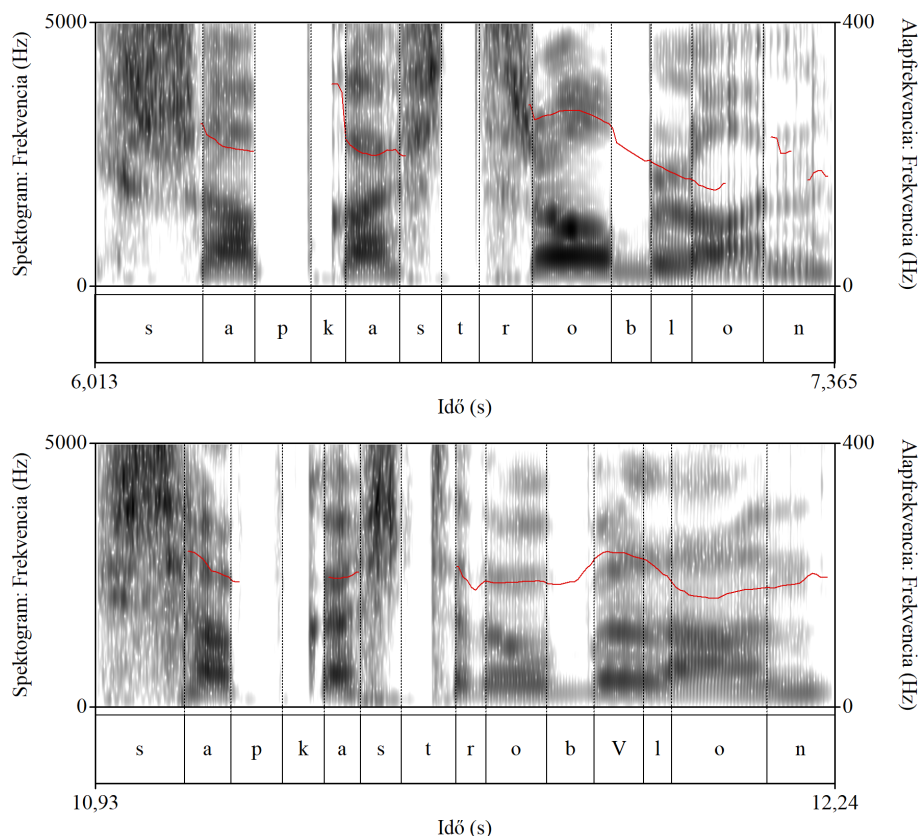 5000
400
Spektogram: Frekvencia (Hz)
Alapfrekvencia: Frekvencia (Hz)
0
0
s a p k a s t r o b l o n
6,013
7,365
Idő (s)
5000
400
Spektogram: Frekvencia (Hz)
Alapfrekvencia: Frekvencia (Hz)
0
0
s a p k a s t r o b V l o n
10,93
12,24
Idő (s)